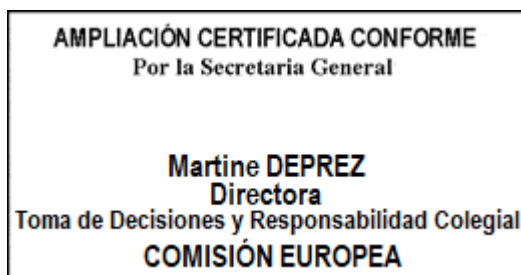 AMPLIACIÓN CERTIFICADA CONFORME
Por la Secretaria General
Martine DEPREZ
Directora
Toma de Decisiones y Responsabilidad Colegial
COMISIÓN EUROPEA